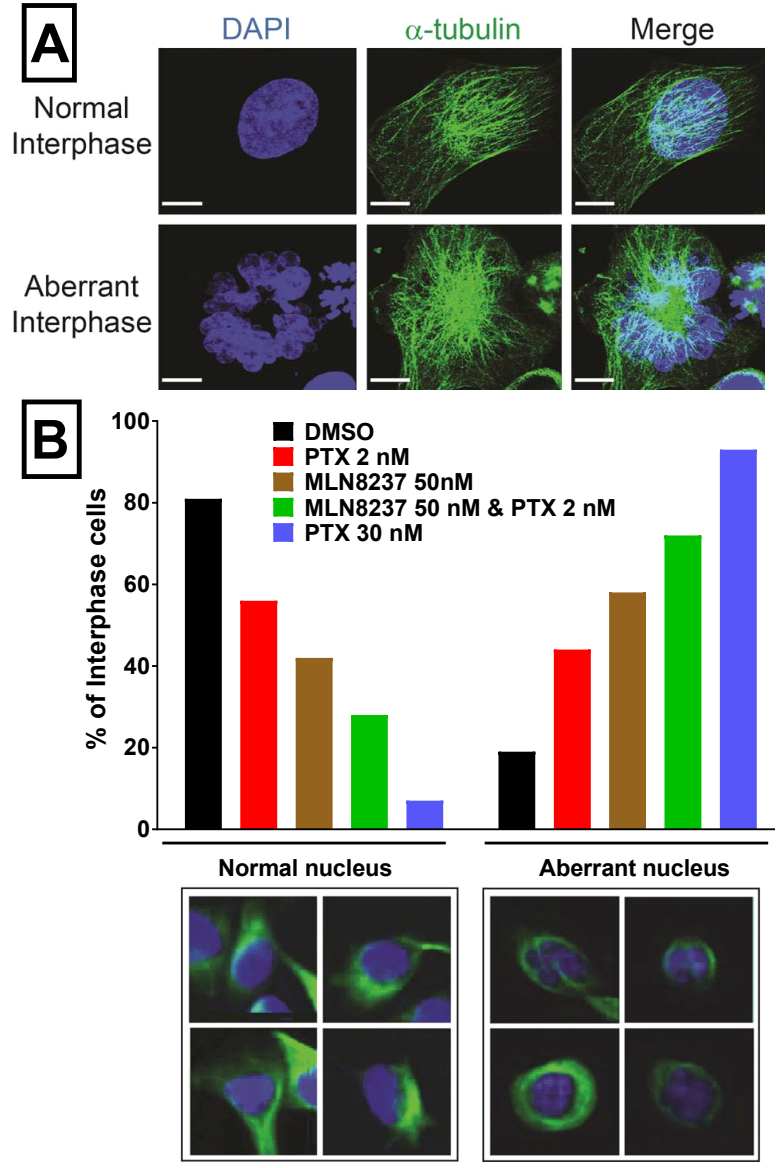 A
DAPI
α-tubulin
Merge
Normal
Interphase
Aberrant
Interphase
B
% of Interphase cells
100
80
60
40
20
0
DMSO
PTX 2 nM
MLN8237 50nM
MLN8237 50 nM & PTX 2 nM
PTX 30 nM
Normal nucleus
Aberrant nucleus